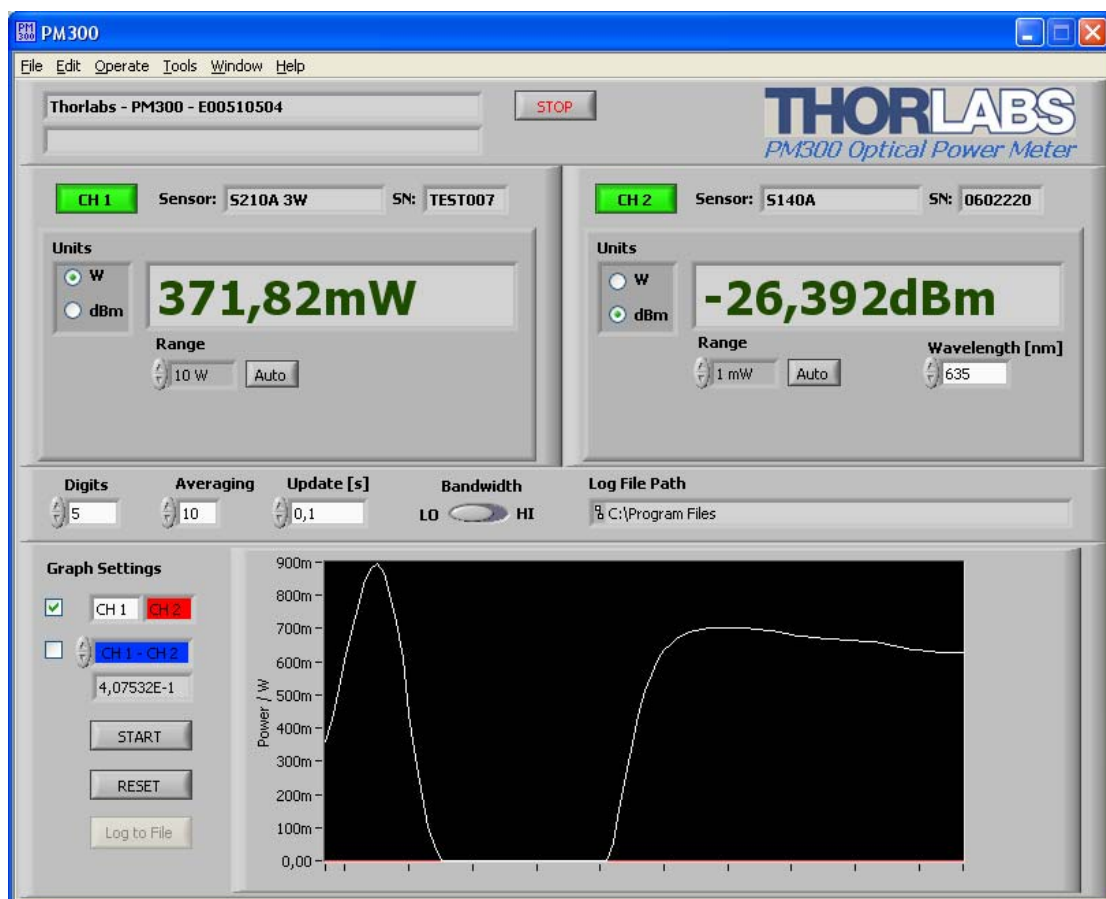 PM 300 PM300
File Edit Operate Tools Window Help
Thorlabs - PM300 - E00510504
STOP
THORLABS
PM300 Optical Power Meter
CH 1 Sensor: S210A 3W SN: TEST007
Units
W
dBm
371,82mW
Range
10 W Auto
CH 2 Sensor: S140A SN: 0602220
Units
W
dBm
-26,392dBm
Range
1 mW Auto
Wavelength [nm]
635
Digits
5
Averaging
10
Update [s]
0,1
Bandwidth
LO HI
Log File Path
C:\Program Files
Graph Settings
CH 1 CH 2
CH 1 - CH 2
4,07532E-1
START
RESET
Log to File
Power / W
900m
800m
700m
600m
500m
400m
300m
200m
100m
0,00